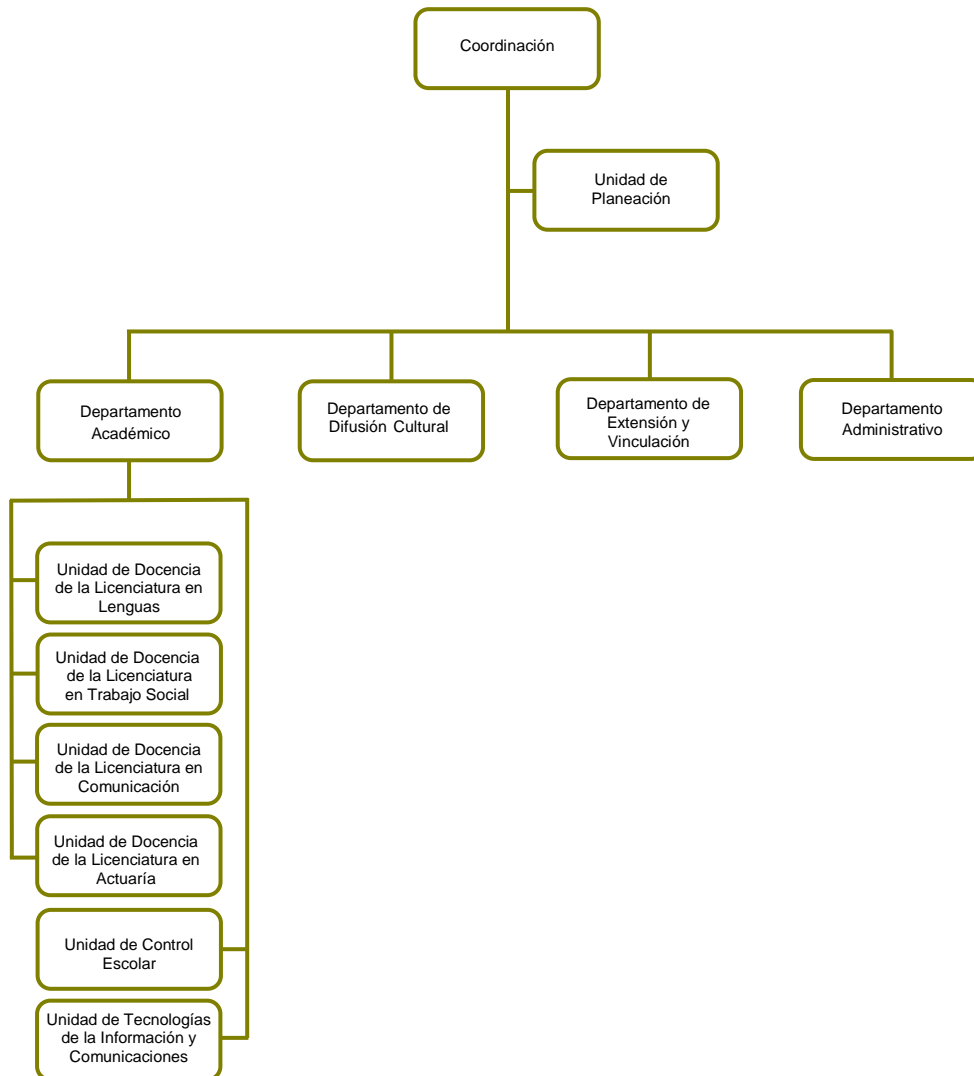 Coordinación
Unidad de
Planeación
Departamento
Académico
Departamento de
Difusión Cultural
Departamento de
Extensión y
Vinculación
Departamento
Administrativo
Unidad de Docencia
de la Licenciatura en
Lenguas
Unidad de Docencia
de la Licenciatura
en Trabajo Social
Unidad de Docencia
de la Licenciatura en
Comunicación
Unidad de Docencia
de la Licenciatura en
Actuaría
Unidad de Control
Escolar
Unidad de Tecnologías
de la Información y
Comunicaciones